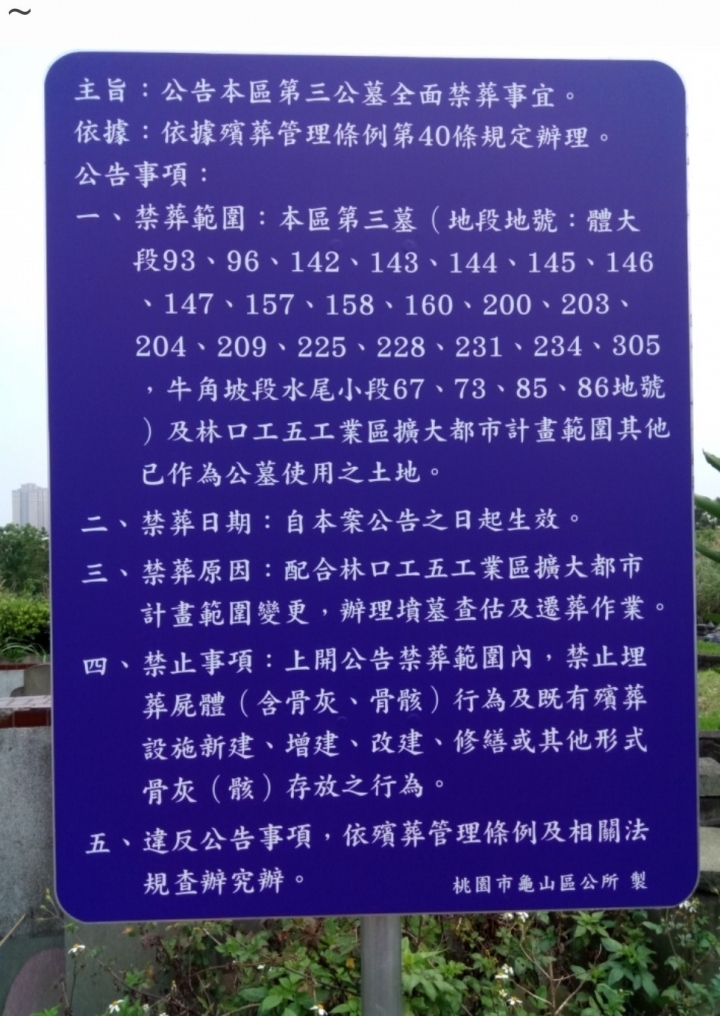 ~
主旨：公告本區第三公墓全面禁葬事宜。
依據：依據殯葬管理條例第40條規定辦理。
公告事項：
一、禁葬範圍：本區第三墓（地段地號：體大
段93、96、142、143、144、145、146
、147、157、158、160、200、203、
204、209、225、228、231、234、305
，牛角坡段水尾小段67、73、85、86地號
）及林口工五工業區擴大都市計畫範圍其他
已作為公墓使用之土地。
二、禁葬日期：自本案公告之日起生效。
三、禁葬原因：配合林口工五工業區擴大都市
計畫範圍變更，辦理墳墓查估及遷葬作業。
四、禁止事項：上開公告禁葬範圍內，禁止埋
葬屍體（含骨灰、骨骸）行為及既有殯葬
設施新建、增建、改建、修繕或其他形式
骨灰（骸）存放之行為。
五、違反公告事項，依殯葬管理條例及相關法
規查辦究辦。
桃園市龜山區公所 製